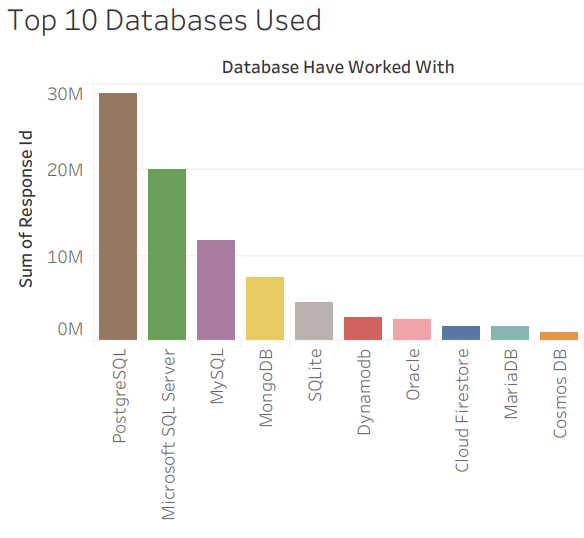 Top 10 Databases Used
Database Have Worked With
Sum of Response Id
30M
20M
10M
0M
PostgreSQL
Microsoft SQL Server
MySQL
MongoDB
SQLite
Dynamodb
Oracle
Cloud Firestore
MariaDB
Cosmos DB